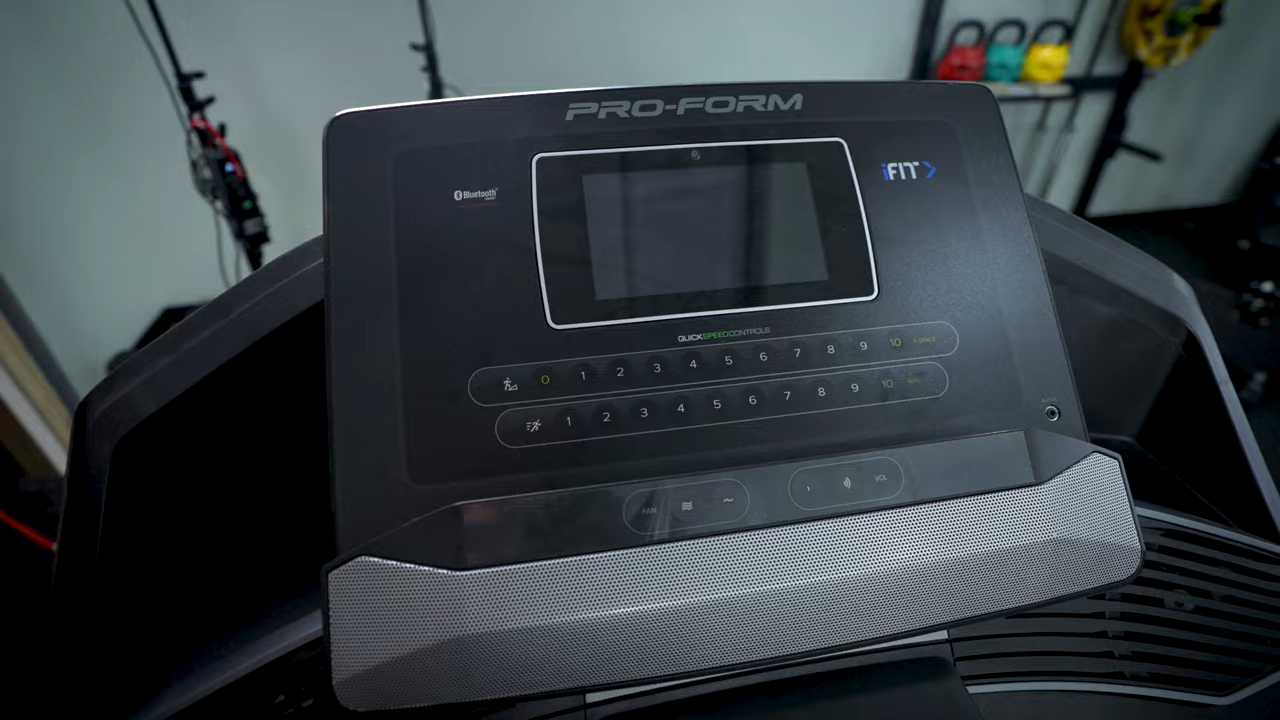 PRO-FORM
Bluetooth
iFIT
QUICKSPEEDCONTROLS
0 1 2 3 4 5 6 7 8 9 10
1 2 3 4 5 6 7 8 9 10
FAN
VOL